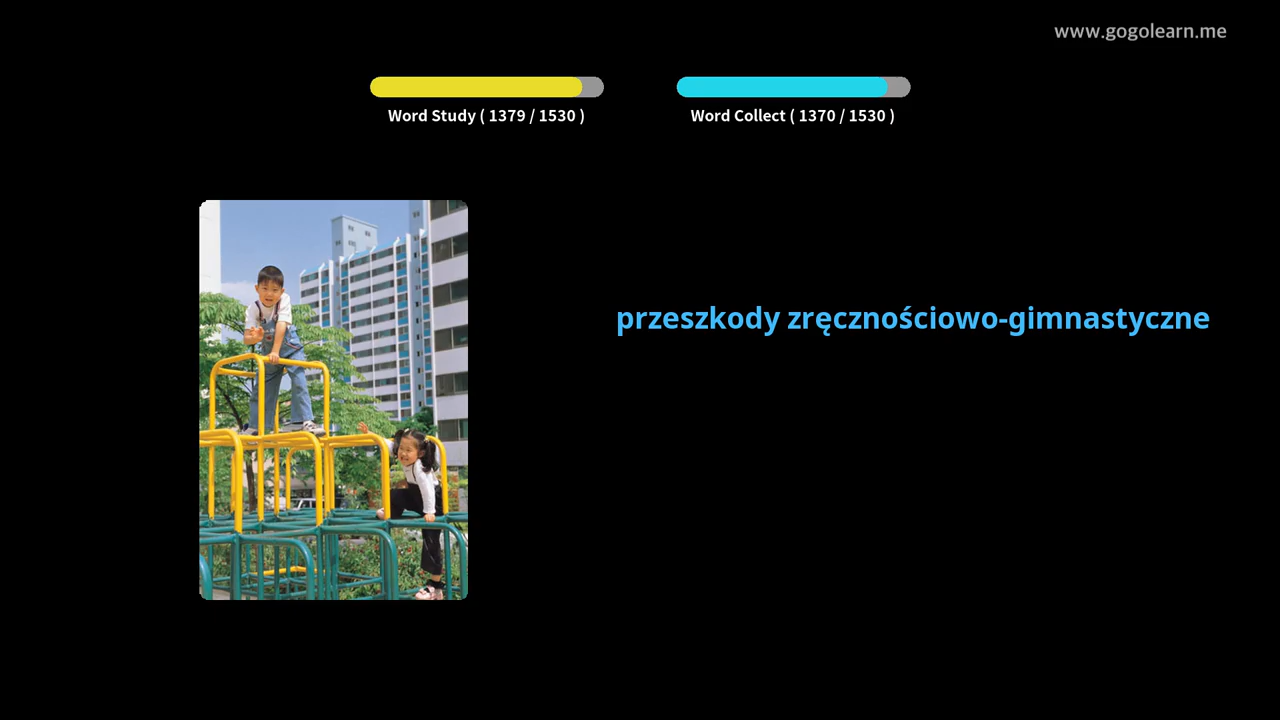 www.gogolearn.me
Word Study ( 1379 / 1530 )
Word Collect ( 1370 / 1530 )
przeszkody zręcznościowo-gimnastyczne